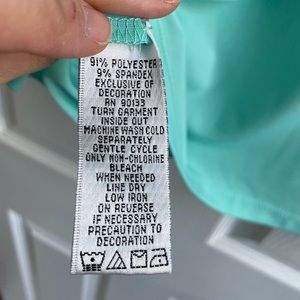 91% POLYESTER
9% SPANDEX
EXCLUSIVE OF
DECORATION
RN 90133
TURN GARMENT
INSIDE OUT
MACHINE WASH COLD
SEPARATELY
GENTLE CYCLE
ONLY NON-CHLORINE
BLEACH
WHEN NEEDED
LINE DRY
LOW IRON
ON REVERSE
IF NECESSARY
PRECAUTION TO
DECORATION